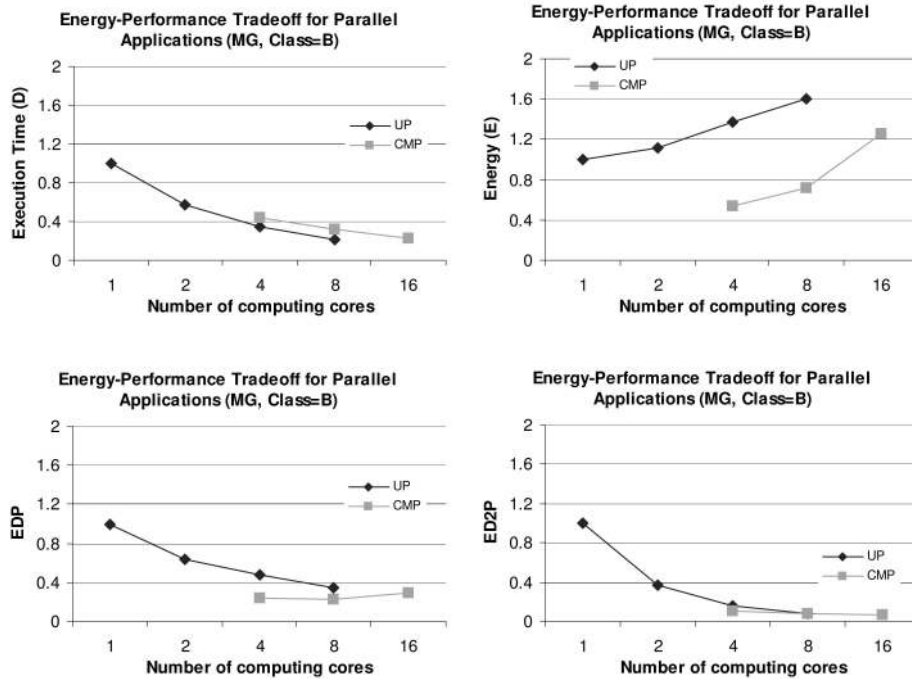 Energy-Performance Tradeoff for Parallel
Applications (MG, Class=B)
Execution Time (D)
2
1.6
1.2
0.8
0.4
0
UP
CMP
1 2 4 8 16
Number of computing cores
Energy-Performance Tradeoff for Parallel
Applications (MG, Class=B)
Energy (E)
2
1.6
1.2
0.8
0.4
0
UP
CMP
1 2 4 8 16
Number of computing cores
Energy-Performance Tradeoff for Parallel
Applications (MG, Class=B)
EDP
2
1.6
1.2
0.8
0.4
0
UP
CMP
1 2 4 8 16
Number of computing cores
Energy-Performance Tradeoff for Parallel
Applications (MG, Class=B)
ED2P
2
1.6
1.2
0.8
0.4
0
UP
CMP
1 2 4 8 16
Number of computing cores